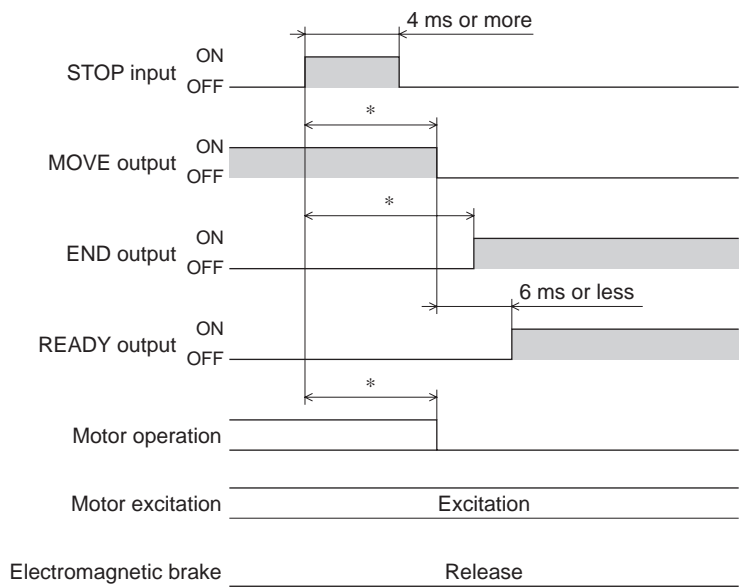 4 ms or more
ON
STOP input
OFF
*
ON
MOVE output
OFF
*
ON
END output
OFF
6 ms or less
ON
READY output
OFF
*
Motor operation
Motor excitation Excitation
Electromagnetic brake Release